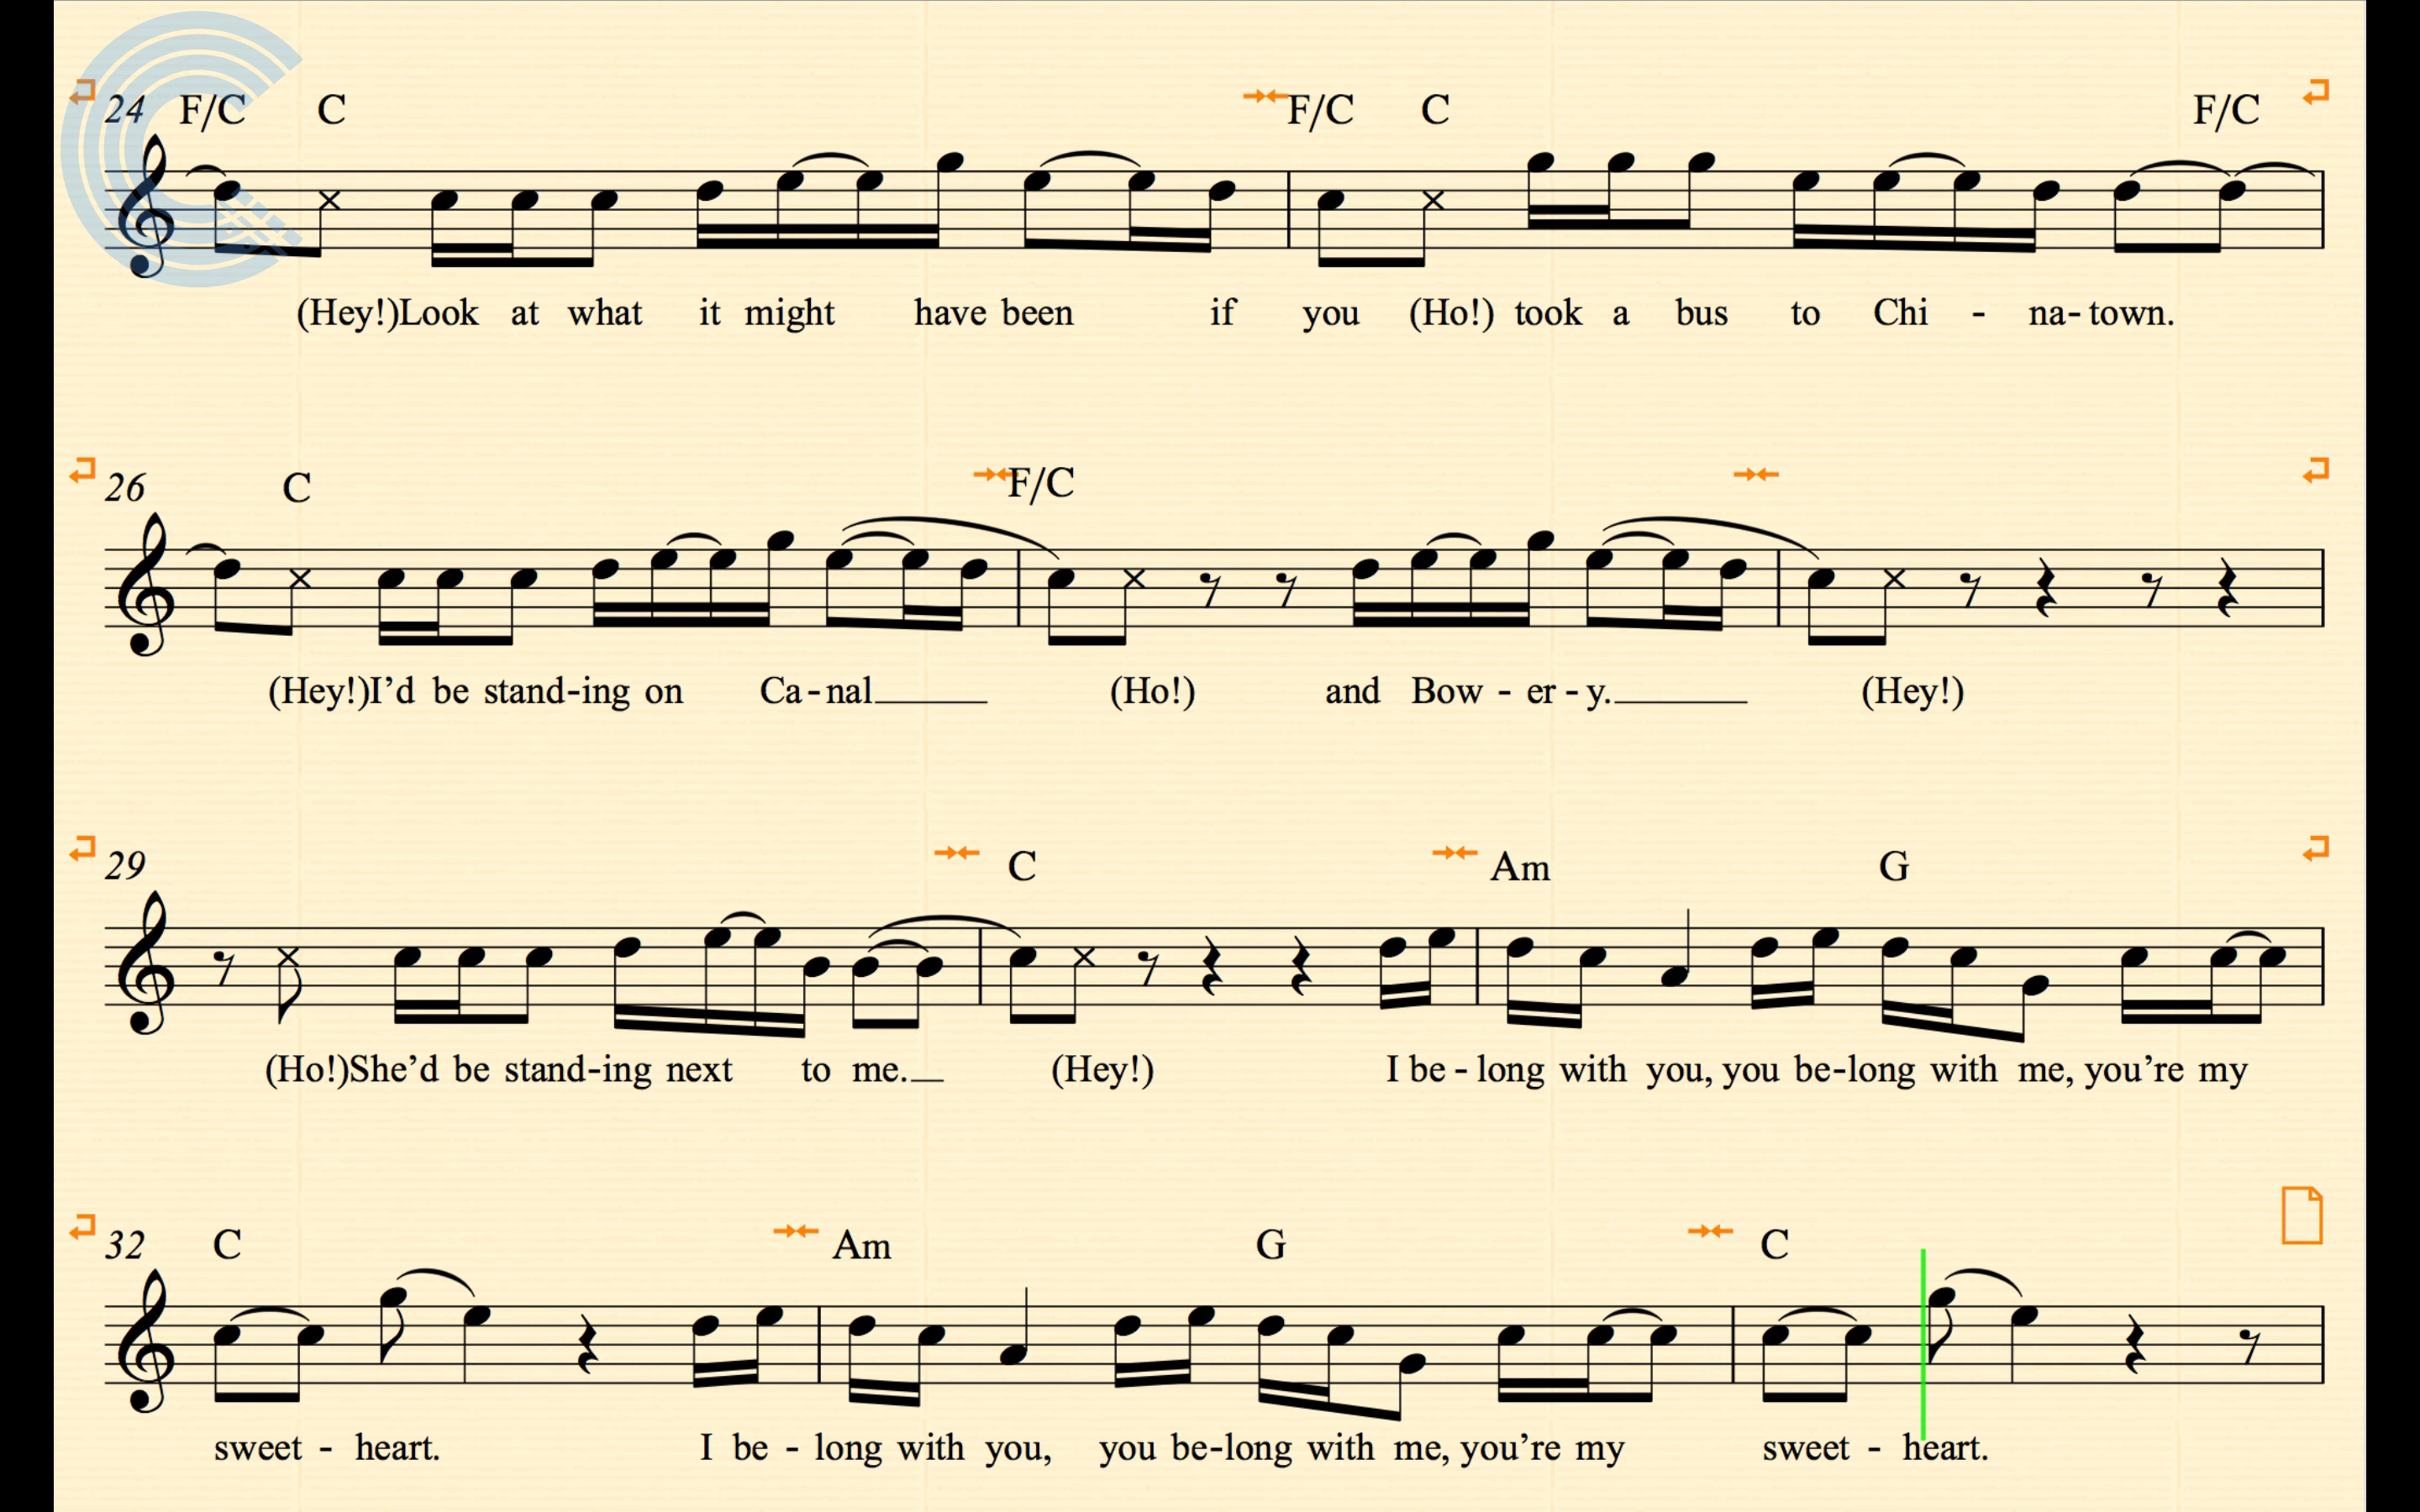 24 F/C C F/C C F/C
(Hey!)Look at what it might have been if you (Ho!) took a bus to Chi - na-town.
26 C F/C
(Hey!)I’d be stand-ing on Ca-nal____ (Ho!) and Bow - er - y.____ (Hey!)
29 C Am G
(Ho!)She’d be stand-ing next to me._ (Hey!) I be - long with you, you be-long with me, you’re my
32 C Am G C
sweet - heart. I be - long with you, you be-long with me, you’re my sweet - heart.